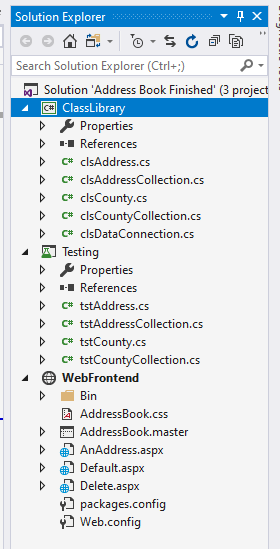 Solution Explorer
Search Solution Explorer (Ctrl+;)
Solution 'Address Book Finished' (3 project
C# ClassLibrary
Properties
References
C# clsAddress.cs
C# clsAddressCollection.cs
C# clsCounty.cs
C# clsCountyCollection.cs
C# clsDataConnection.cs
Testing
Properties
References
C# tstAddress.cs
C# tstAddressCollection.cs
C# tstCounty.cs
C# tstCountyCollection.cs
WebFrontend
Bin
AddressBook.css
AddressBook.master
AnAddress.aspx
Default.aspx
Delete.aspx
packages.config
Web.config